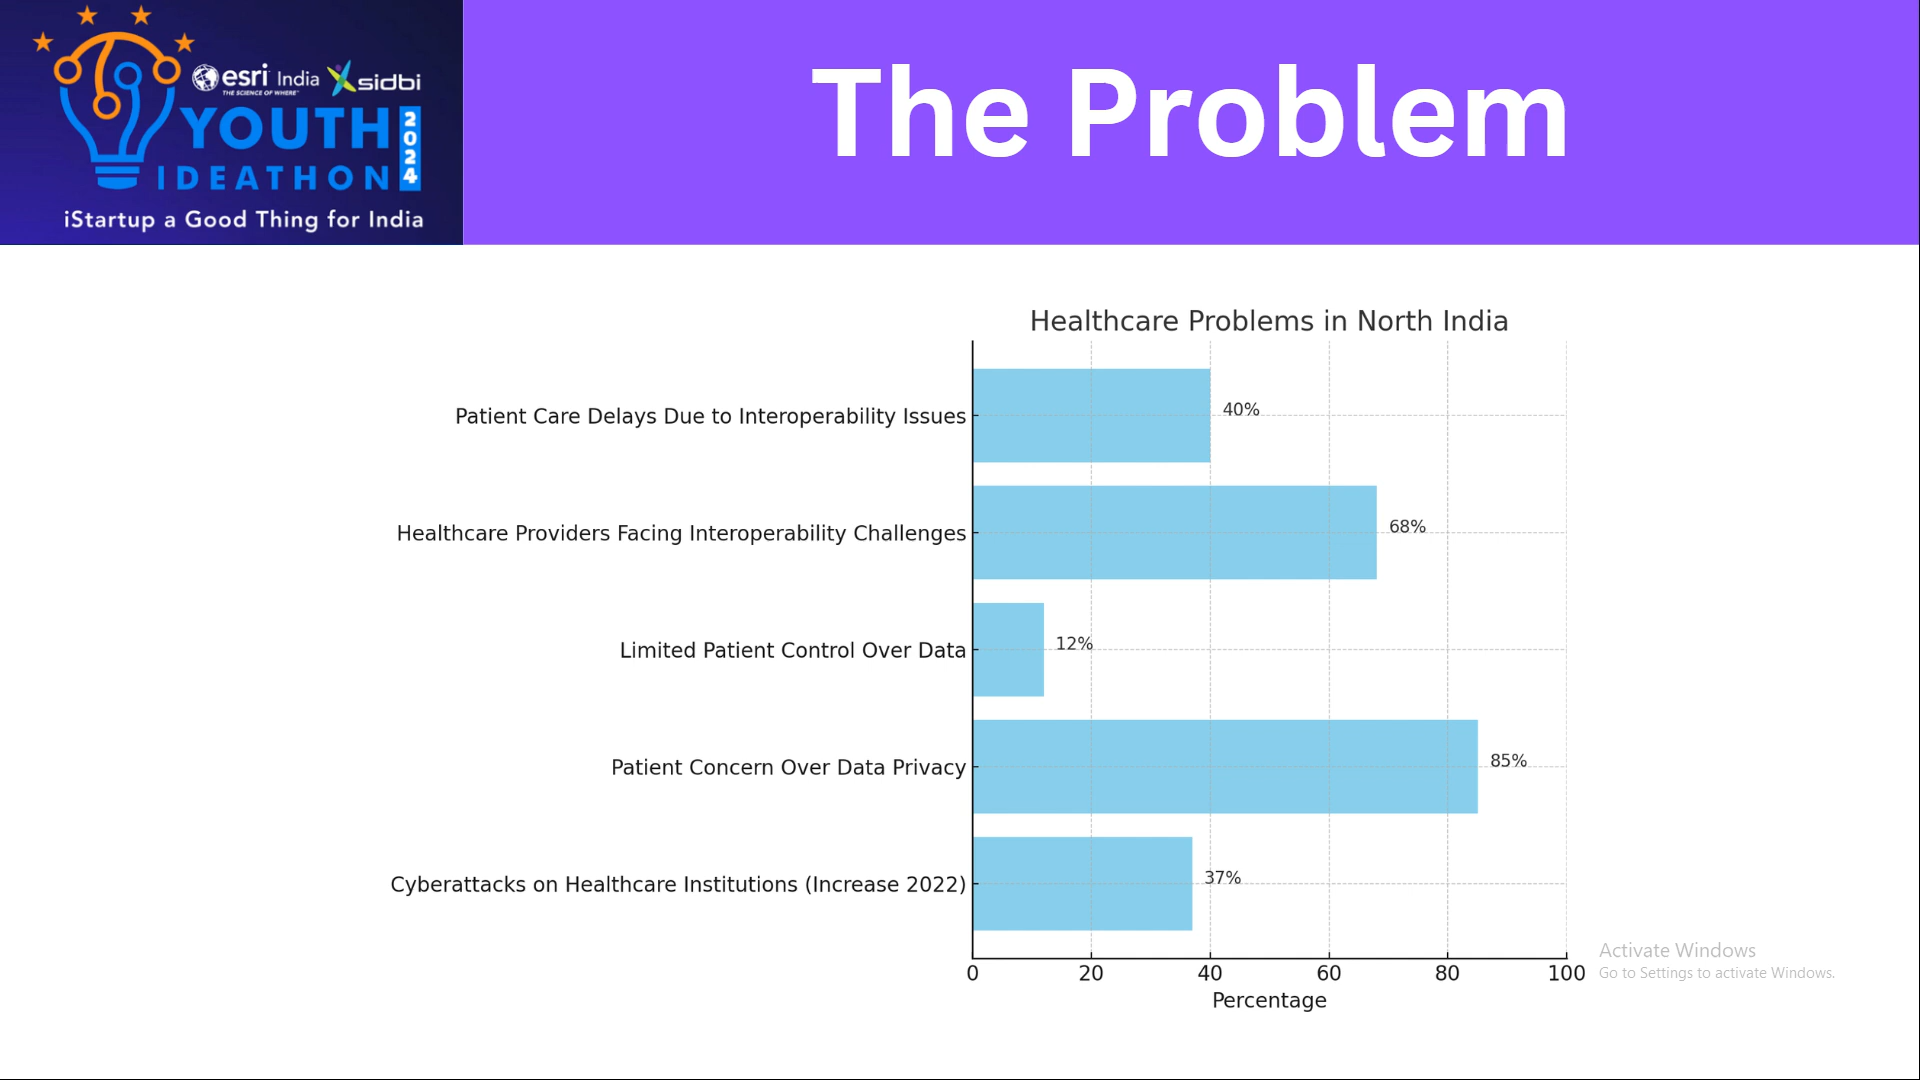 esri India sidbi
THE SCIENCE OF WHERE™
YOUTH
IDEATHON
2024
iStartup a Good Thing for India
The Problem
Healthcare Problems in North India
Patient Care Delays Due to Interoperability Issues 40%
Healthcare Providers Facing Interoperability Challenges 68%
Limited Patient Control Over Data 12%
Patient Concern Over Data Privacy 85%
Cyberattacks on Healthcare Institutions (Increase 2022) 37%
0 20 40 60 80 100
Percentage
Activate Windows
Go to Settings to activate Windows.